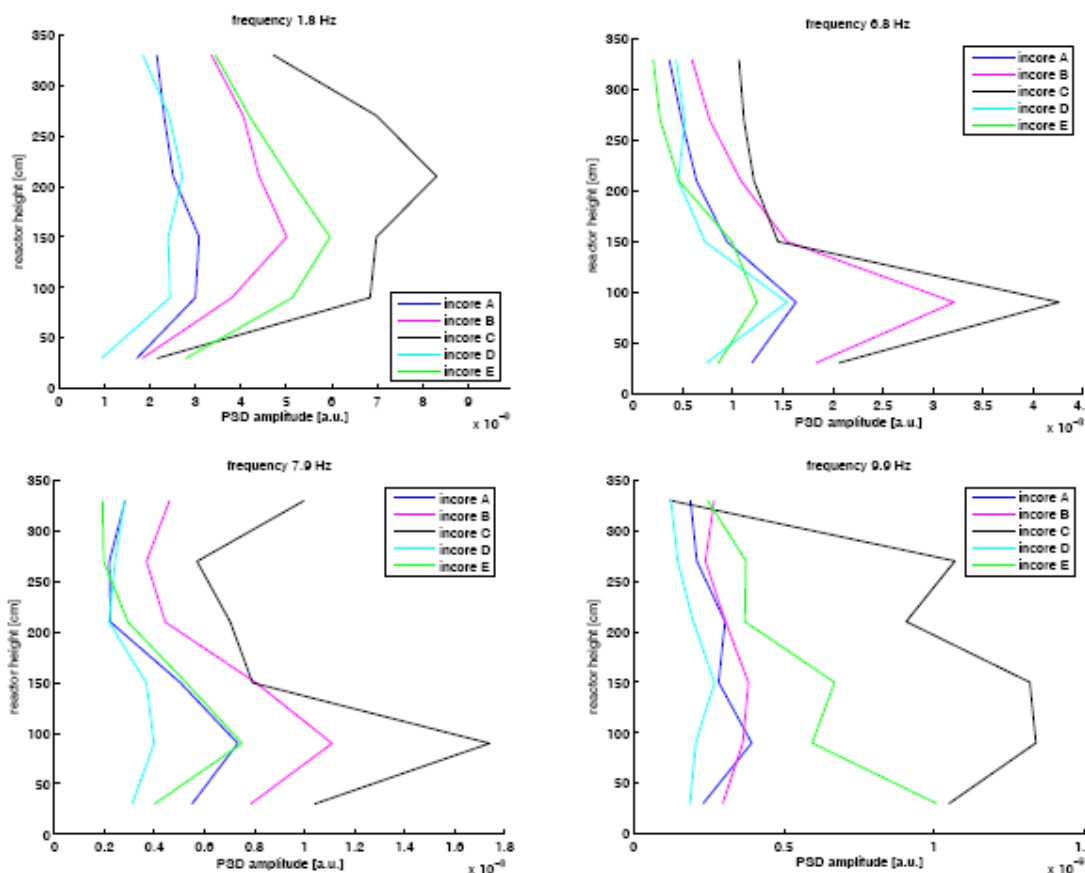 frequency 1.8 Hz
reactor height [cm]
350
300
250
200
150
100
50
0
0 1 2 3 4 5 6 7 8 9
PSD amplitude [a.u.]
incore A
incore B
incore C
incore D
incore E
frequency 6.8 Hz
reactor height [cm]
350
300
250
200
150
100
50
0
0 0.5 1 1.5 2 2.5 3 3.5 4
PSD amplitude [a.u.]
incore A
incore B
incore C
incore D
incore E
frequency 7.9 Hz
reactor height [cm]
350
300
250
200
150
100
50
0
0 0.2 0.4 0.6 0.8 1 1.2 1.4 1.6 1.8
PSD amplitude [a.u.]
incore A
incore B
incore C
incore D
incore E
frequency 9.9 Hz
reactor height [cm]
350
300
250
200
150
100
50
0
0 0.5 1
PSD amplitude [a.u.]
incore A
incore B
incore C
incore D
incore E